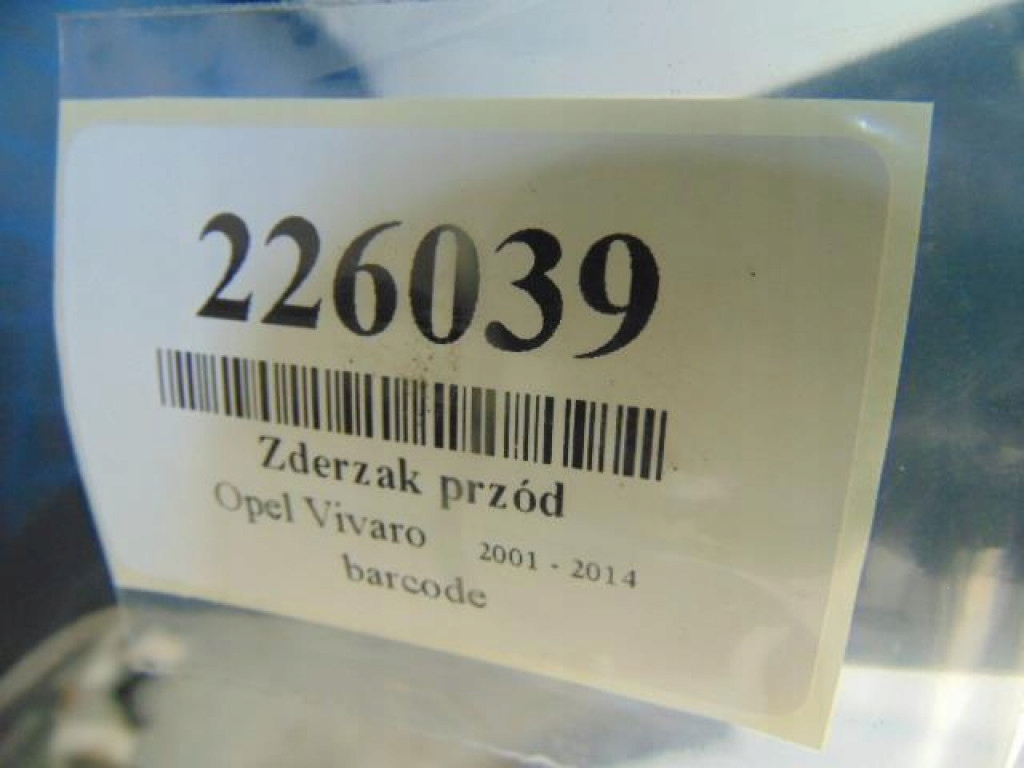 226039
Zderzak przód
Opel Vivaro 2001 - 2014
barcode